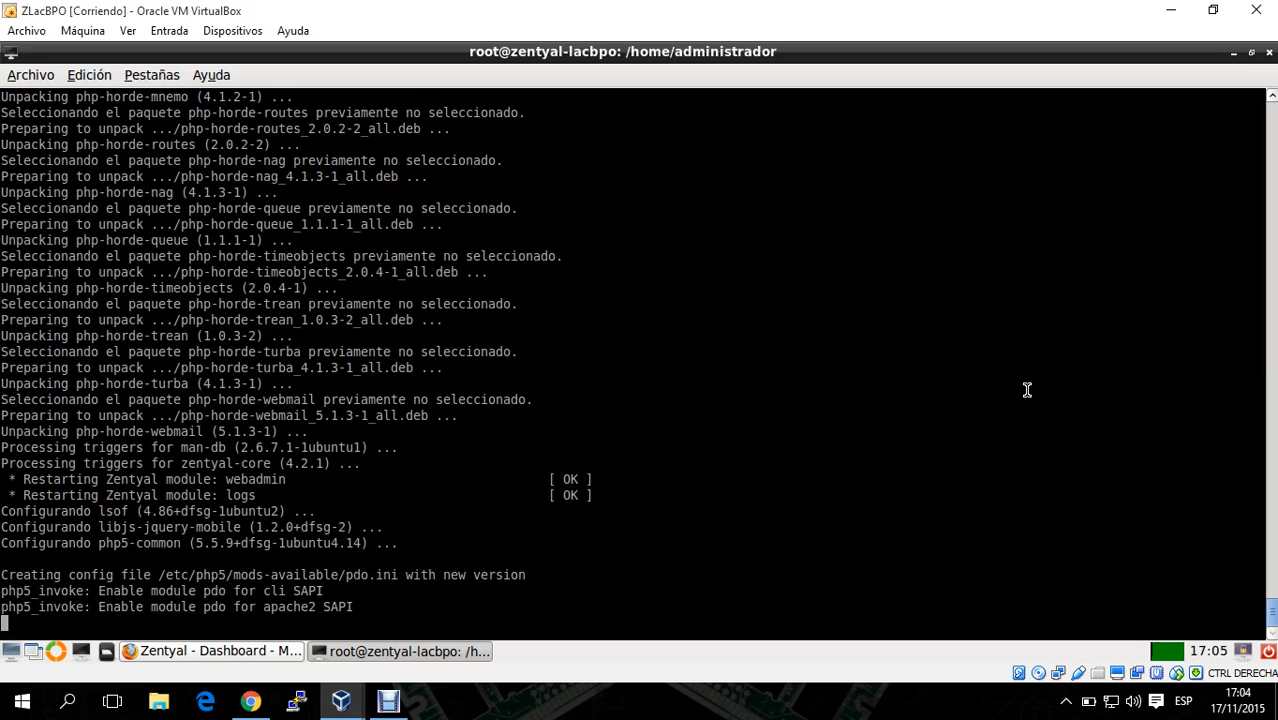 ZLacBPO [Corriendo] - Oracle VM VirtualBox
Archivo Máquina Ver Entrada Dispositivos Ayuda
root@zentyal-lacbpo: /home/administrador
Archivo Edición Pestañas Ayuda
Unpacking php-horde-mnemo (4.1.2-1) ...
Seleccionando el paquete php-horde-routes previamente no seleccionado.
Preparing to unpack .../php-horde-routes_2.0.2-2_all.deb ...
Unpacking php-horde-routes (2.0.2-2) ...
Seleccionando el paquete php-horde-nag previamente no seleccionado.
Preparing to unpack .../php-horde-nag_4.1.3-1_all.deb ...
Unpacking php-horde-nag (4.1.3-1) ...
Seleccionando el paquete php-horde-queue previamente no seleccionado.
Preparing to unpack .../php-horde-queue_1.1.1-1_all.deb ...
Unpacking php-horde-queue (1.1.1-1) ...
Seleccionando el paquete php-horde-timeobjects previamente no seleccionado.
Preparing to unpack .../php-horde-timeobjects_2.0.4-1_all.deb ...
Unpacking php-horde-timeobjects (2.0.4-1) ...
Seleccionando el paquete php-horde-trean previamente no seleccionado.
Preparing to unpack .../php-horde-trean_1.0.3-2_all.deb ...
Unpacking php-horde-trean (1.0.3-2) ...
Seleccionando el paquete php-horde-turba previamente no seleccionado.
Preparing to unpack .../php-horde-turba_4.1.3-1_all.deb ...
Unpacking php-horde-turba (4.1.3-1) ...
Seleccionando el paquete php-horde-webmail previamente no seleccionado.
Preparing to unpack .../php-horde-webmail_5.1.3-1_all.deb ...
Unpacking php-horde-webmail (5.1.3-1) ...
Processing triggers for man-db (2.6.7.1-1ubuntu1) ...
Processing triggers for zentyal-core (4.2.1) ...
* Restarting Zentyal module: webadmin [ OK ]
* Restarting Zentyal module: logs [ OK ]
Configurando lsof (4.86+dfsg-1ubuntu2) ...
Configurando libjs-jquery-mobile (1.2.0+dfsg-2) ...
Configurando php5-common (5.5.9+dfsg-1ubuntu4.14) ...
Creating config file /etc/php5/mods-available/pdo.ini with new version
php5_invoke: Enable module pdo for cli SAPI
php5_invoke: Enable module pdo for apache2 SAPI
Zentyal - Dashboard - M... root@zentyal-lacbpo: /h... 17:05
CTRL DERECHA
ESP 17:04
17/11/2015